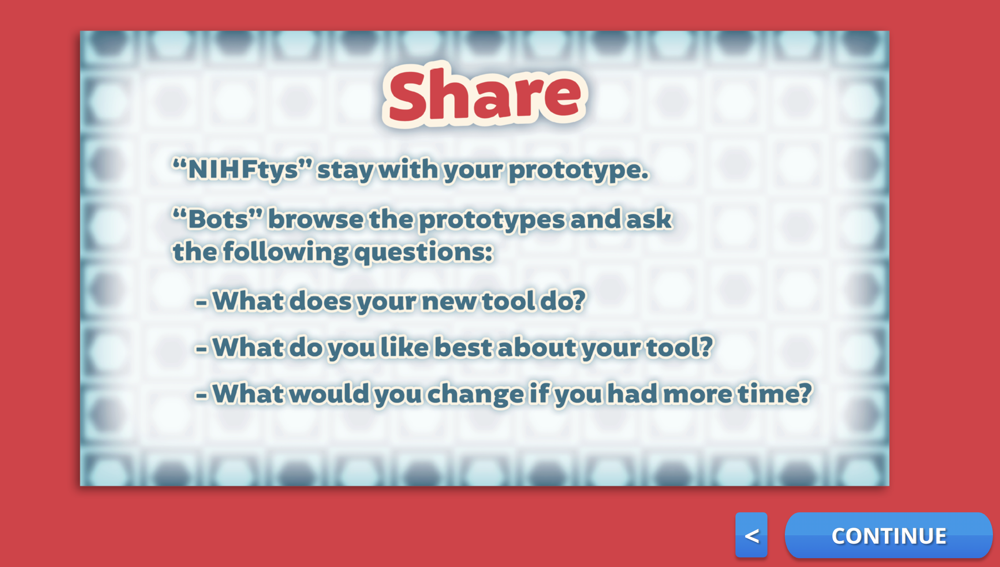 Share
“NIHFtys” stay with your prototype.
“Bots” browse the prototypes and ask
the following questions:
– What does your new tool do?
– What do you like best about your tool?
– What would you change if you had more time?
< CONTINUE